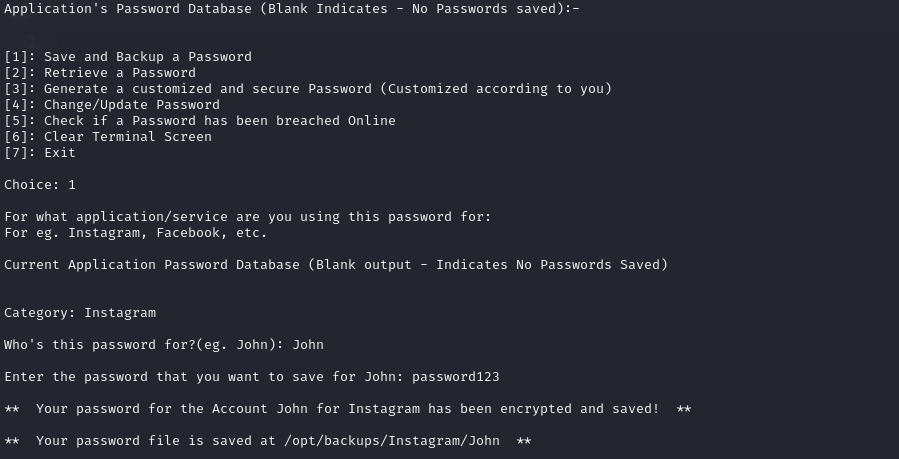 Application's Password Database (Blank Indicates - No Passwords saved):-
[1]: Save and Backup a Password
[2]: Retrieve a Password
[3]: Generate a customized and secure Password (Customized according to you)
[4]: Change/Update Password
[5]: Check if a Password has been breached Online
[6]: Clear Terminal Screen
[7]: Exit
Choice: 1
For what application/service are you using this password for:
For eg. Instagram, Facebook, etc.
Current Application Password Database (Blank output - Indicates No Passwords Saved)
Category: Instagram
Who's this password for?(eg. John): John
Enter the password that you want to save for John: password123
** Your password for the Account John for Instagram has been encrypted and saved! **
** Your password file is saved at /opt/backups/Instagram/John **